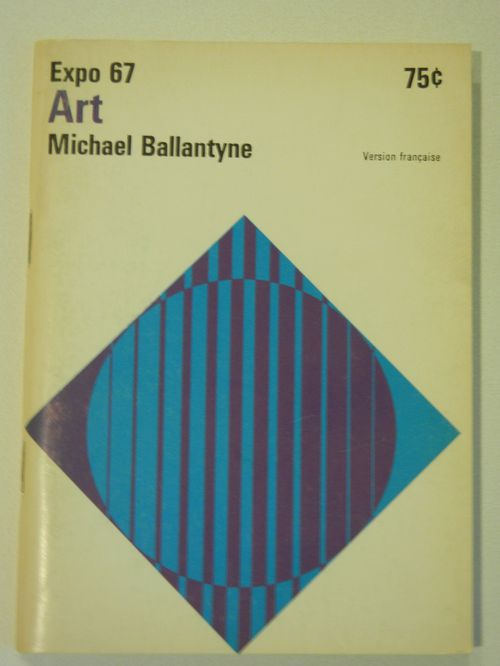 Expo 67
75¢
Art
Michael Ballantyne
Version française